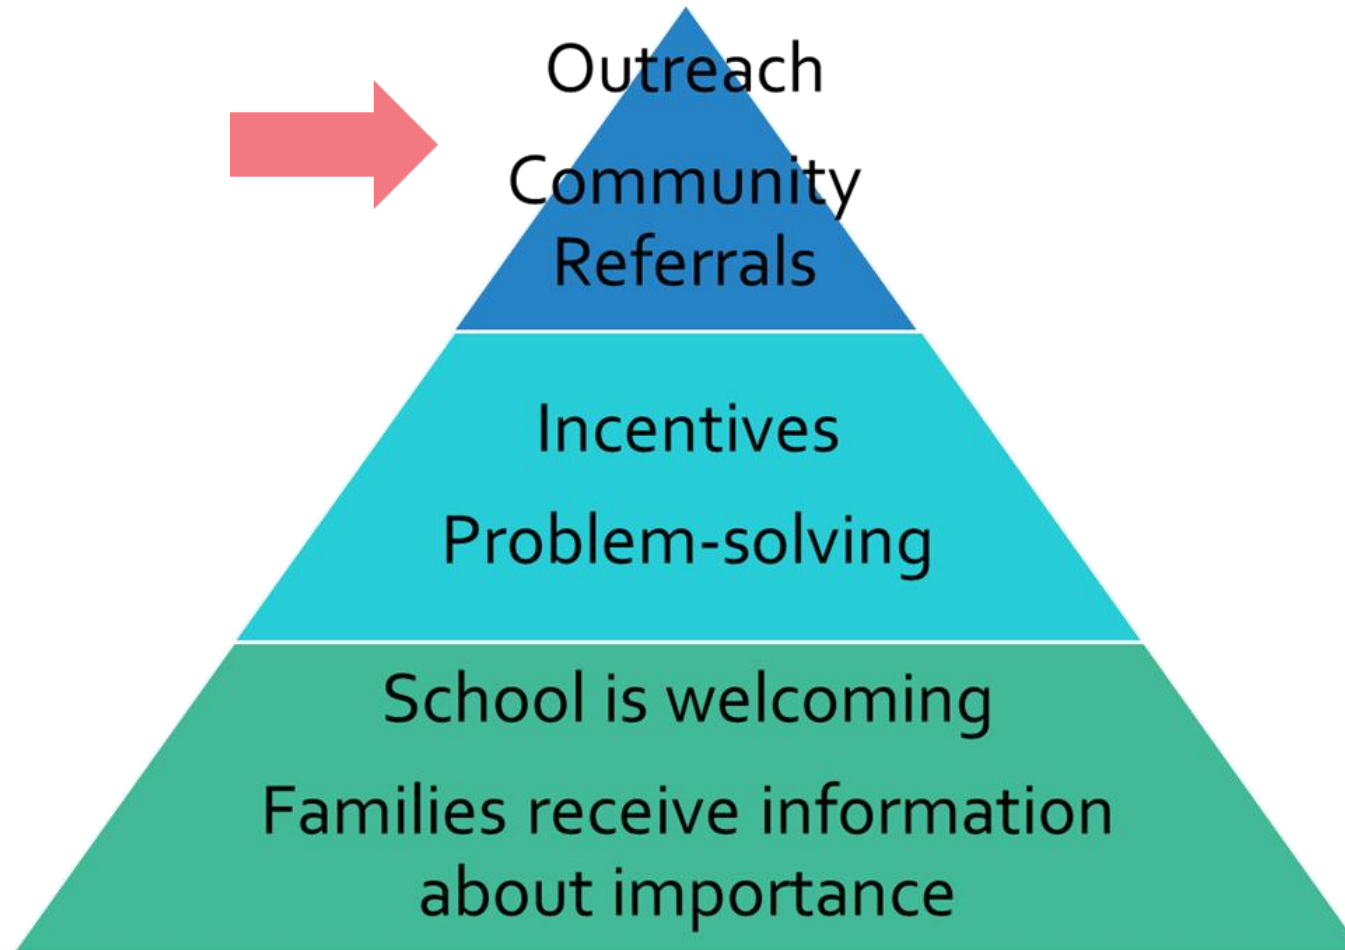 Outreach
Community
Referrals
Incentives
Problem-solving
School is welcoming
Families receive information
about importance